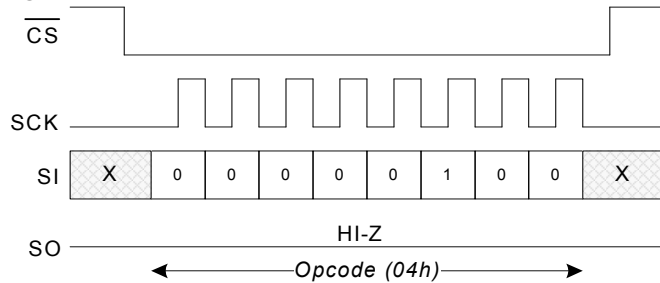 CS
SCK
SI X 0 0 0 0 0 1 0 0 X
HI-Z
SO
Opcode (04h)